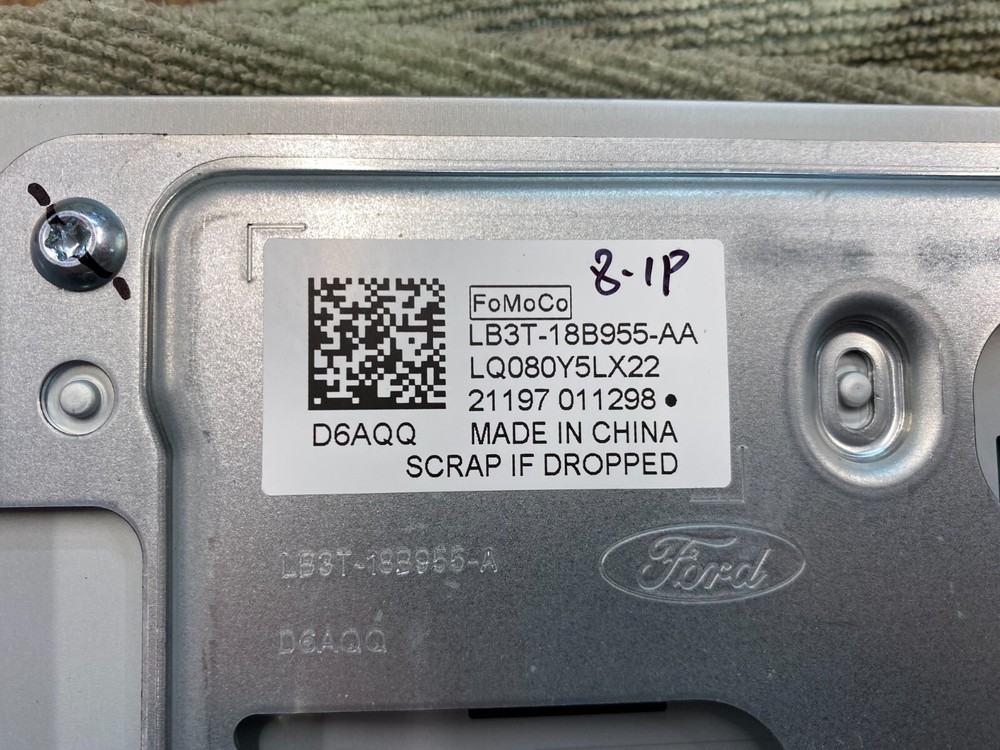 8-1P
FoMoCo
LB3T-18B955-AA
LQ080Y5LX22
21197 011298 •
D6AQQ MADE IN CHINA
SCRAP IF DROPPED
LB3T-18B955-A
Ford
D6AQQ